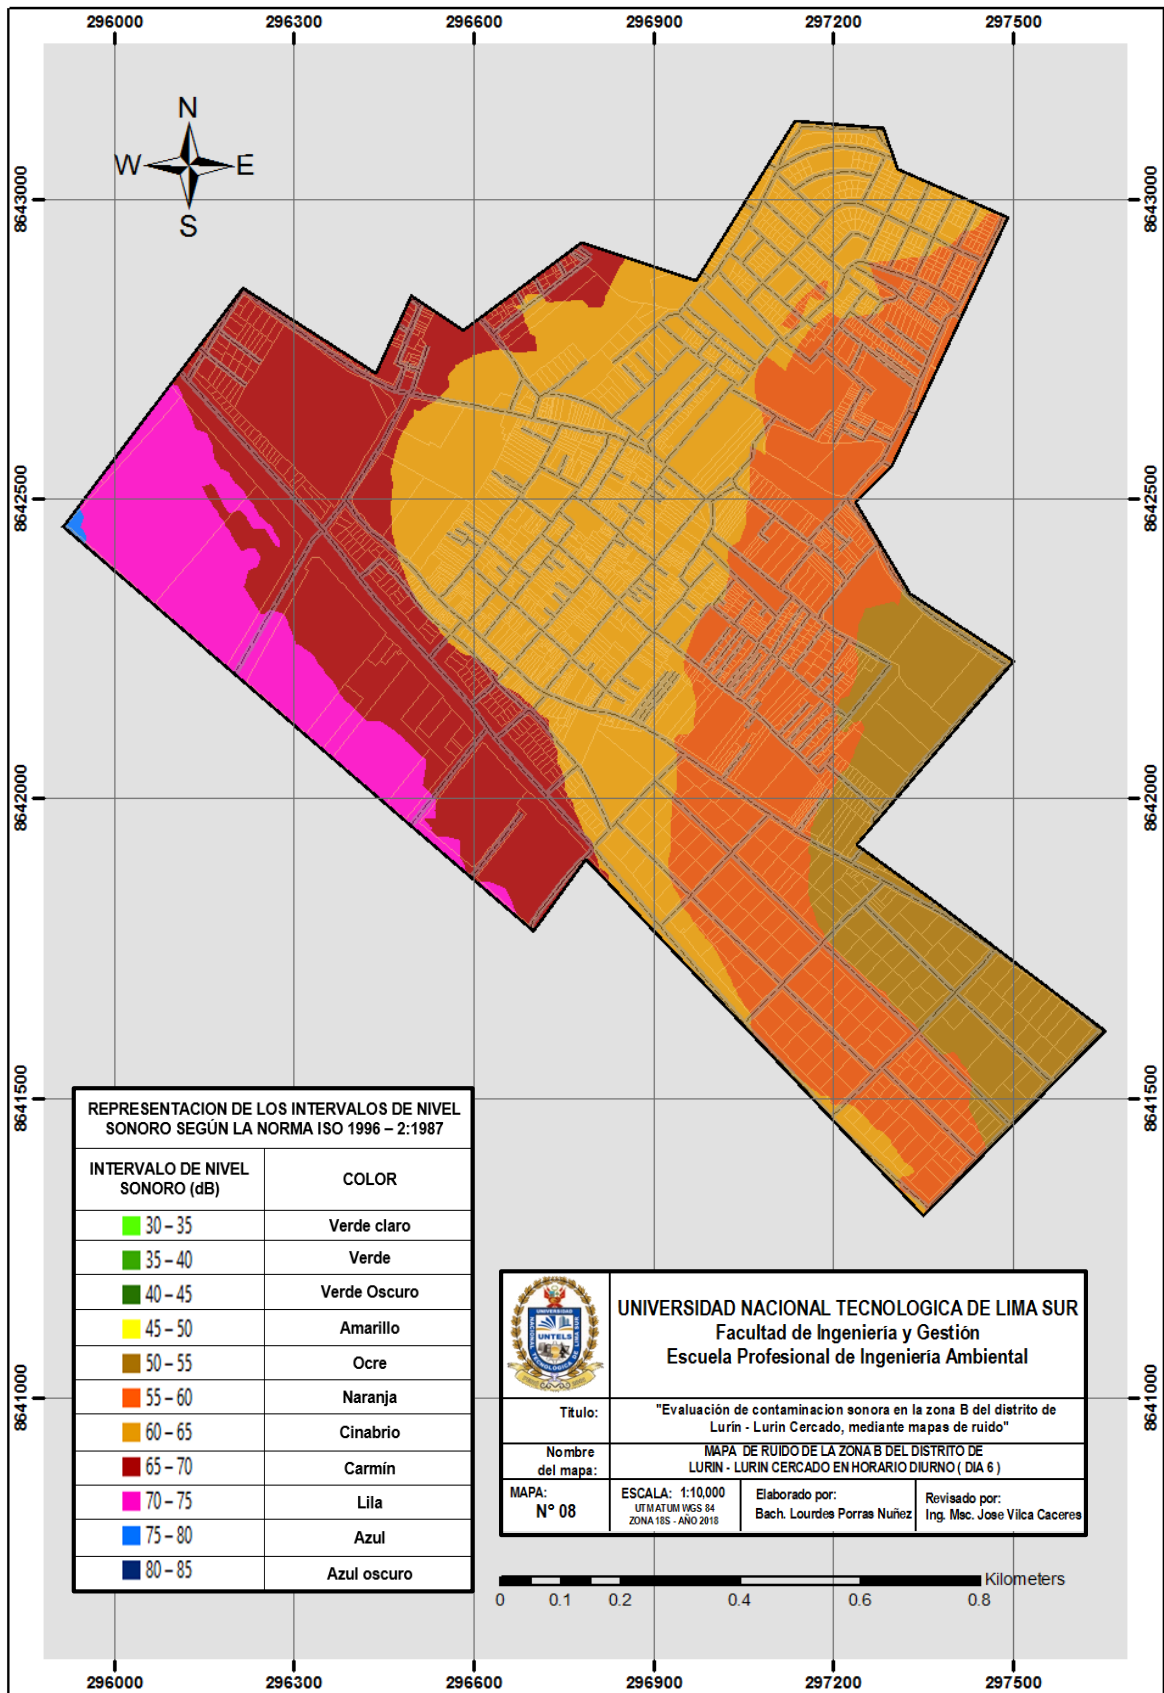 296000 296300 296600 296900 297200 297500
N
W E
S
8643000 8643000
8642500 8642500
8642000 8642000
8641500 8641500
8641000 8641000
REPRESENTACION DE LOS INTERVALOS DE NIVEL
SONORO SEGÚN LA NORMA ISO 1996 – 2:1987
INTERVALO DE NIVEL
SONORO (dB)
COLOR
30 – 35 Verde claro
35 – 40 Verde
40 – 45 Verde Oscuro
45 – 50 Amarillo
50 – 55 Ocre
55 – 60 Naranja
60 – 65 Cinabrio
65 – 70 Carmín
70 – 75 Lila
75 – 80 Azul
80 – 85 Azul oscuro
UNIVERSIDAD
UNTELS
UNIVERSIDAD NACIONAL TECNOLOGICA DE LIMA SUR
Facultad de Ingeniería y Gestión
Escuela Profesional de Ingeniería Ambiental
Titulo:
"Evaluación de contaminacion sonora en la zona B del distrito de
Lurín - Lurin Cercado, mediante mapas de ruido"
Nombre
del mapa:
MAPA DE RUIDO DE LA ZONA B DEL DISTRITO DE
LURIN - LURIN CERCADO EN HORARIO DIURNO ( DIA 6 )
MAPA:
N° 08
ESCALA: 1:10,000
UTM ATUM WGS 84
ZONA 18S - AÑO 2018
Elaborado por:
Bach. Lourdes Porras Nuñez
Revisado por:
Ing. Msc. Jose Vilca Caceres
Kilometers
0 0.1 0.2 0.4 0.6 0.8
296000 296300 296600 296900 297200 297500